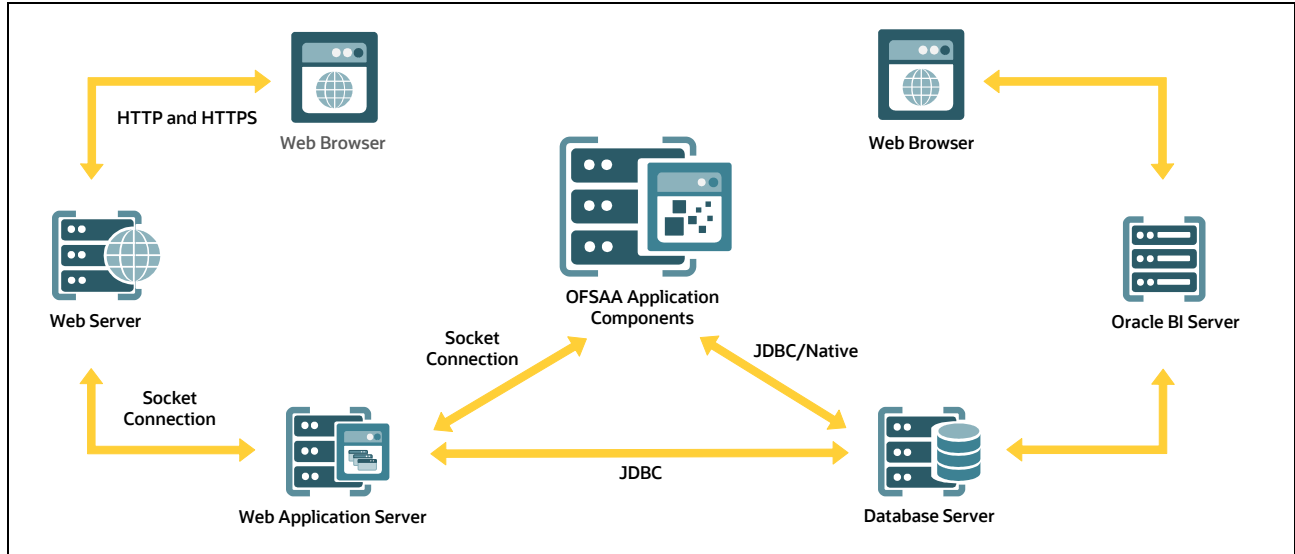 HTTP and HTTPS
Web Browser
Web Browser
Web Server
OFSAA Application
Components
Oracle BI Server
Socket
Connection
JDBC/Native
Socket
Connection
JDBC
Web Application Server
Database Server